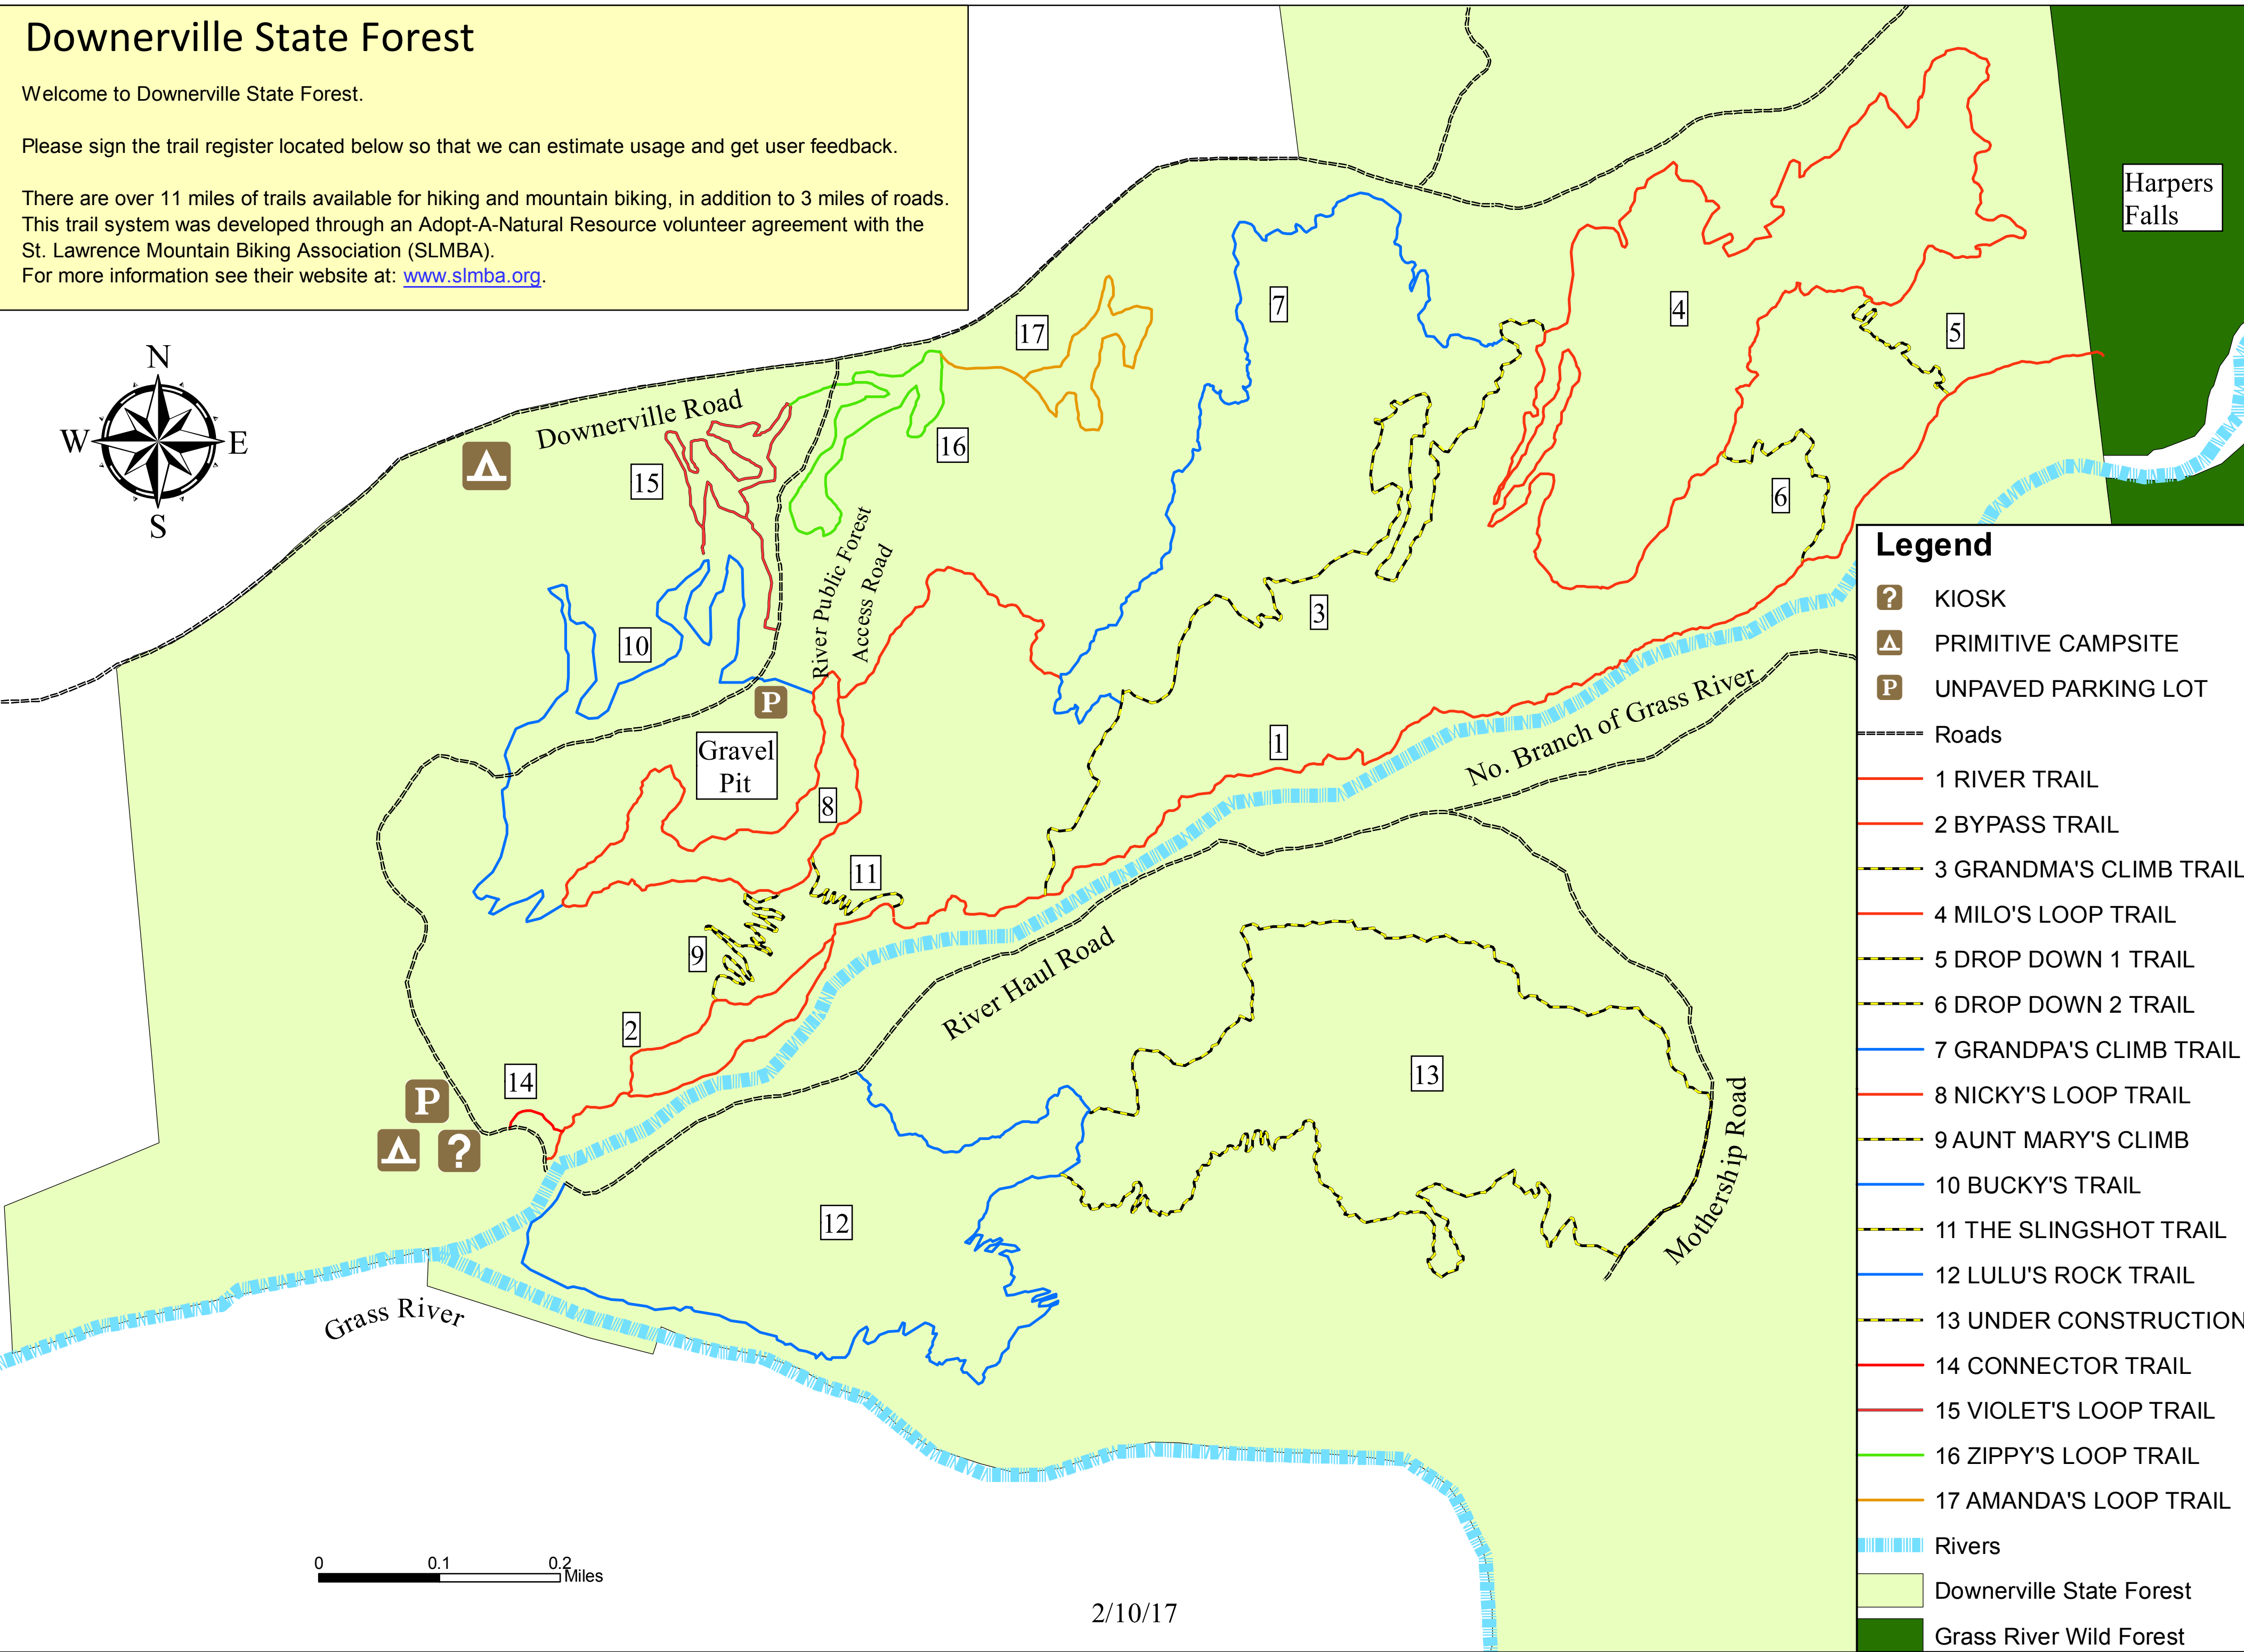 Downerville State Forest
Welcome to Downerville State Forest.
Please sign the trail register located below so that we can estimate usage and get user feedback.
There are over 11 miles of trails available for hiking and mountain biking, in addition to 3 miles of roads.
This trail system was developed through an Adopt-A-Natural Resource volunteer agreement with the
St. Lawrence Mountain Biking Association (SLMBA).
For more information see their website at: www.slmba.org.
Harpers
Falls
N
W
E
S
Downerville Road
17
7
4
5
16
15
6
River Public Forest
Access Road
10
3
P
Gravel
Pit
8
1
No. Branch of Grass River
11
9
2
River Haul Road
14
P
?
13
Mothership Road
12
Grass River
0
0.1
0.2
Miles
2/10/17
Legend
? KIOSK
PRIMITIVE CAMPSITE
P UNPAVED PARKING LOT
Roads
1 RIVER TRAIL
2 BYPASS TRAIL
3 GRANDMA'S CLIMB TRAIL
4 MILO'S LOOP TRAIL
5 DROP DOWN 1 TRAIL
6 DROP DOWN 2 TRAIL
7 GRANDPA'S CLIMB TRAIL
8 NICKY'S LOOP TRAIL
9 AUNT MARY'S CLIMB
10 BUCKY'S TRAIL
11 THE SLINGSHOT TRAIL
12 LULU'S ROCK TRAIL
13 UNDER CONSTRUCTION
14 CONNECTOR TRAIL
15 VIOLET'S LOOP TRAIL
16 ZIPPY'S LOOP TRAIL
17 AMANDA'S LOOP TRAIL
Rivers
Downerville State Forest
Grass River Wild Forest